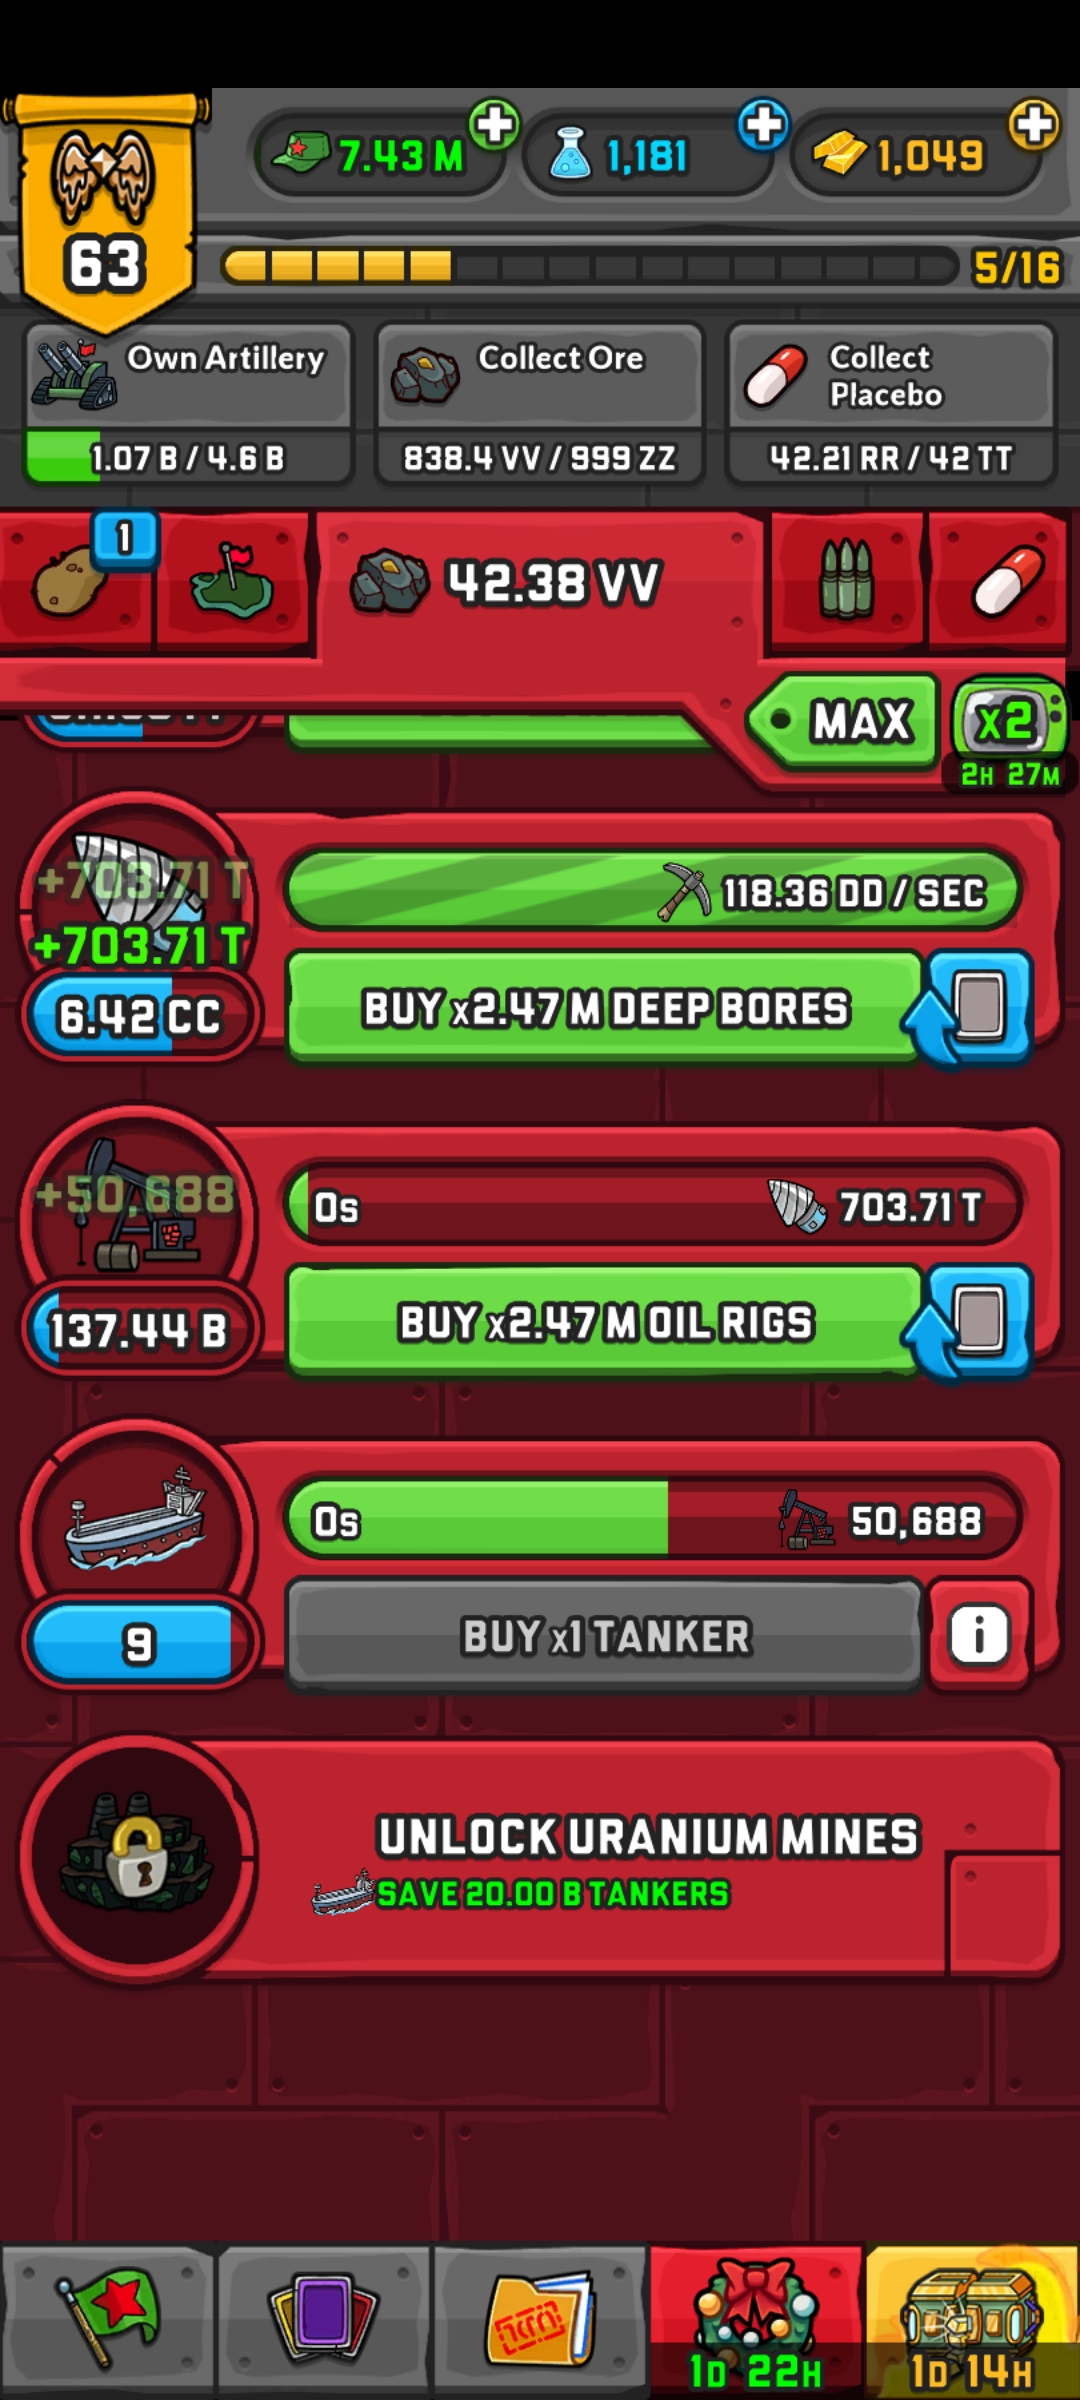 7.43 M
1,181
1,049
63
5/16
Own Artillery
1.07 B / 4.6 B
Collect Ore
838.4 VV / 999 ZZ
Collect
Placebo
42.21 RR / 42 TT
1
42.38 VV
MAX
x2
2H 27M
+703.71 T
+703.71 T
6.42 CC
118.36 DD / SEC
BUY x2.47 M DEEP BORES
+50,688
137.44 B
0s
703.71 T
BUY x2.47 M OIL RIGS
9
0s
50,688
BUY x1 TANKER
i
UNLOCK URANIUM MINES
SAVE 20.00 B TANKERS
1D 22H
1D 14H